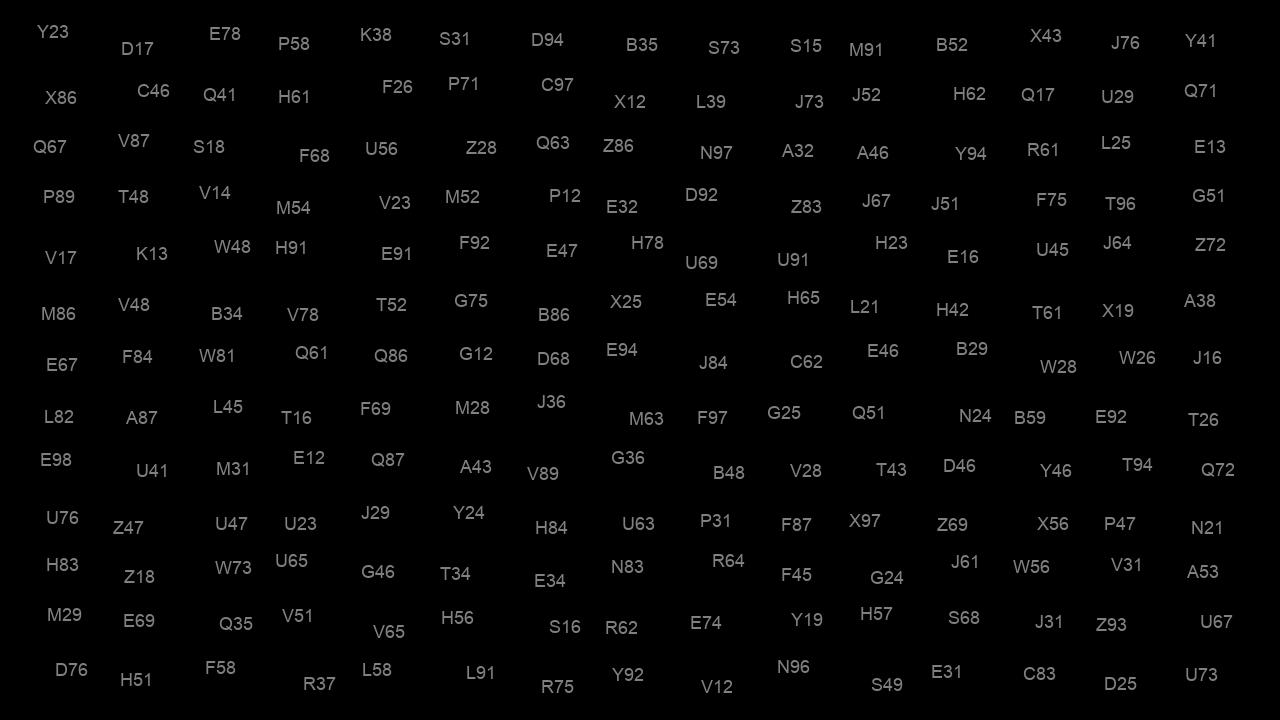 Y23 D17 E78 P58 K38 S31 D94 B35 S73 S15 M91 B52 X43 J76 Y41
X86 C46 Q41 H61 F26 P71 C97 X12 L39 J73 J52 H62 Q17 U29 Q71
Q67 V87 S18 F68 U56 Z28 Q63 Z86 N97 A32 A46 Y94 R61 L25 E13
P89 T48 V14 M54 V23 M52 P12 E32 D92 Z83 J67 J51 F75 T96 G51
V17 K13 W48 H91 E91 F92 E47 H78 U69 U91 H23 E16 U45 J64 Z72
M86 V48 B34 V78 T52 G75 B86 X25 E54 H65 L21 H42 T61 X19 A38
E67 F84 W81 Q61 Q86 G12 D68 E94 J84 C62 E46 B29 W28 W26 J16
L82 A87 L45 T16 F69 M28 J36 M63 F97 G25 Q51 N24 B59 E92 T26
E98 U41 M31 E12 Q87 A43 V89 G36 B48 V28 T43 D46 Y46 T94 Q72
U76 Z47 U47 U23 J29 Y24 H84 U63 P31 F87 X97 Z69 X56 P47 N21
H83 Z18 W73 U65 G46 T34 E34 N83 R64 F45 G24 J61 W56 V31 A53
M29 E69 Q35 V51 V65 H56 S16 R62 E74 Y19 H57 S68 J31 Z93 U67
D76 H51 F58 R37 L58 L91 R75 Y92 V12 N96 S49 E31 C83 D25 U73